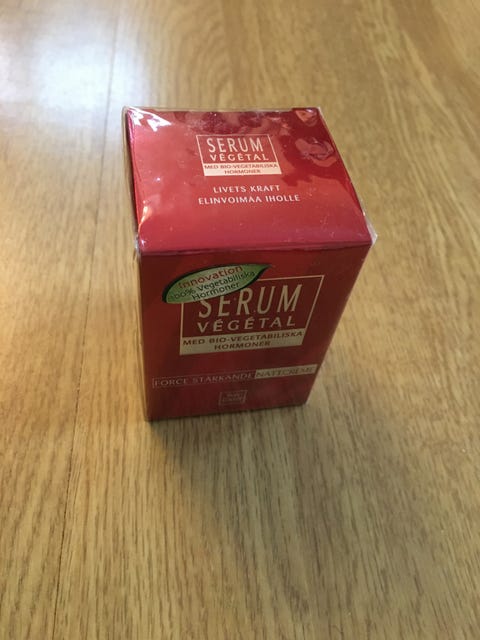 SERUM
VÉGÉTAL
MED BIO-VEGETABILISKA
HORMONER
LIVETS KRAFT
ELINVOIMAA IHOLLE
Innovation
100% Vegetabiliska
Hormoner
SERUM
VÉGÉTAL
MED BIO-VEGETABILISKA
HORMONER
FORCE STÄRKANDE NATTCREME